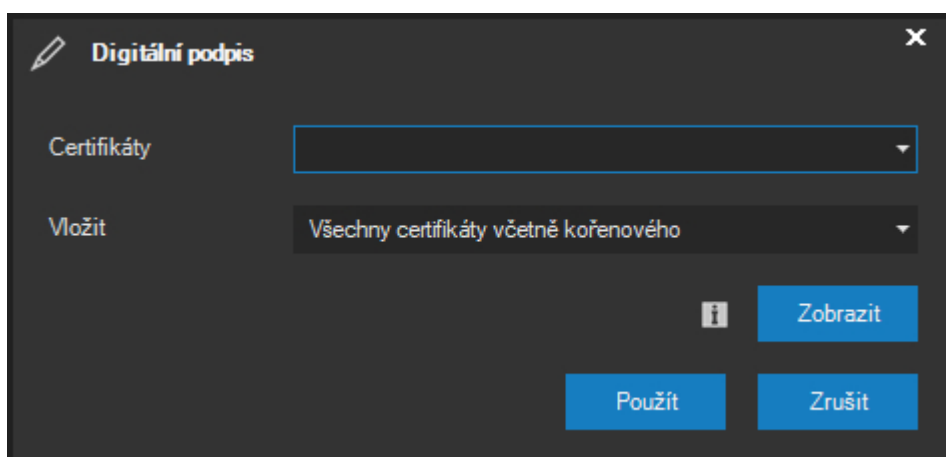 Digitální podpis
Certifikáty
Vložit
Všechny certifikáty včetně kořenového
Zobrazit
Použít
Zrušit